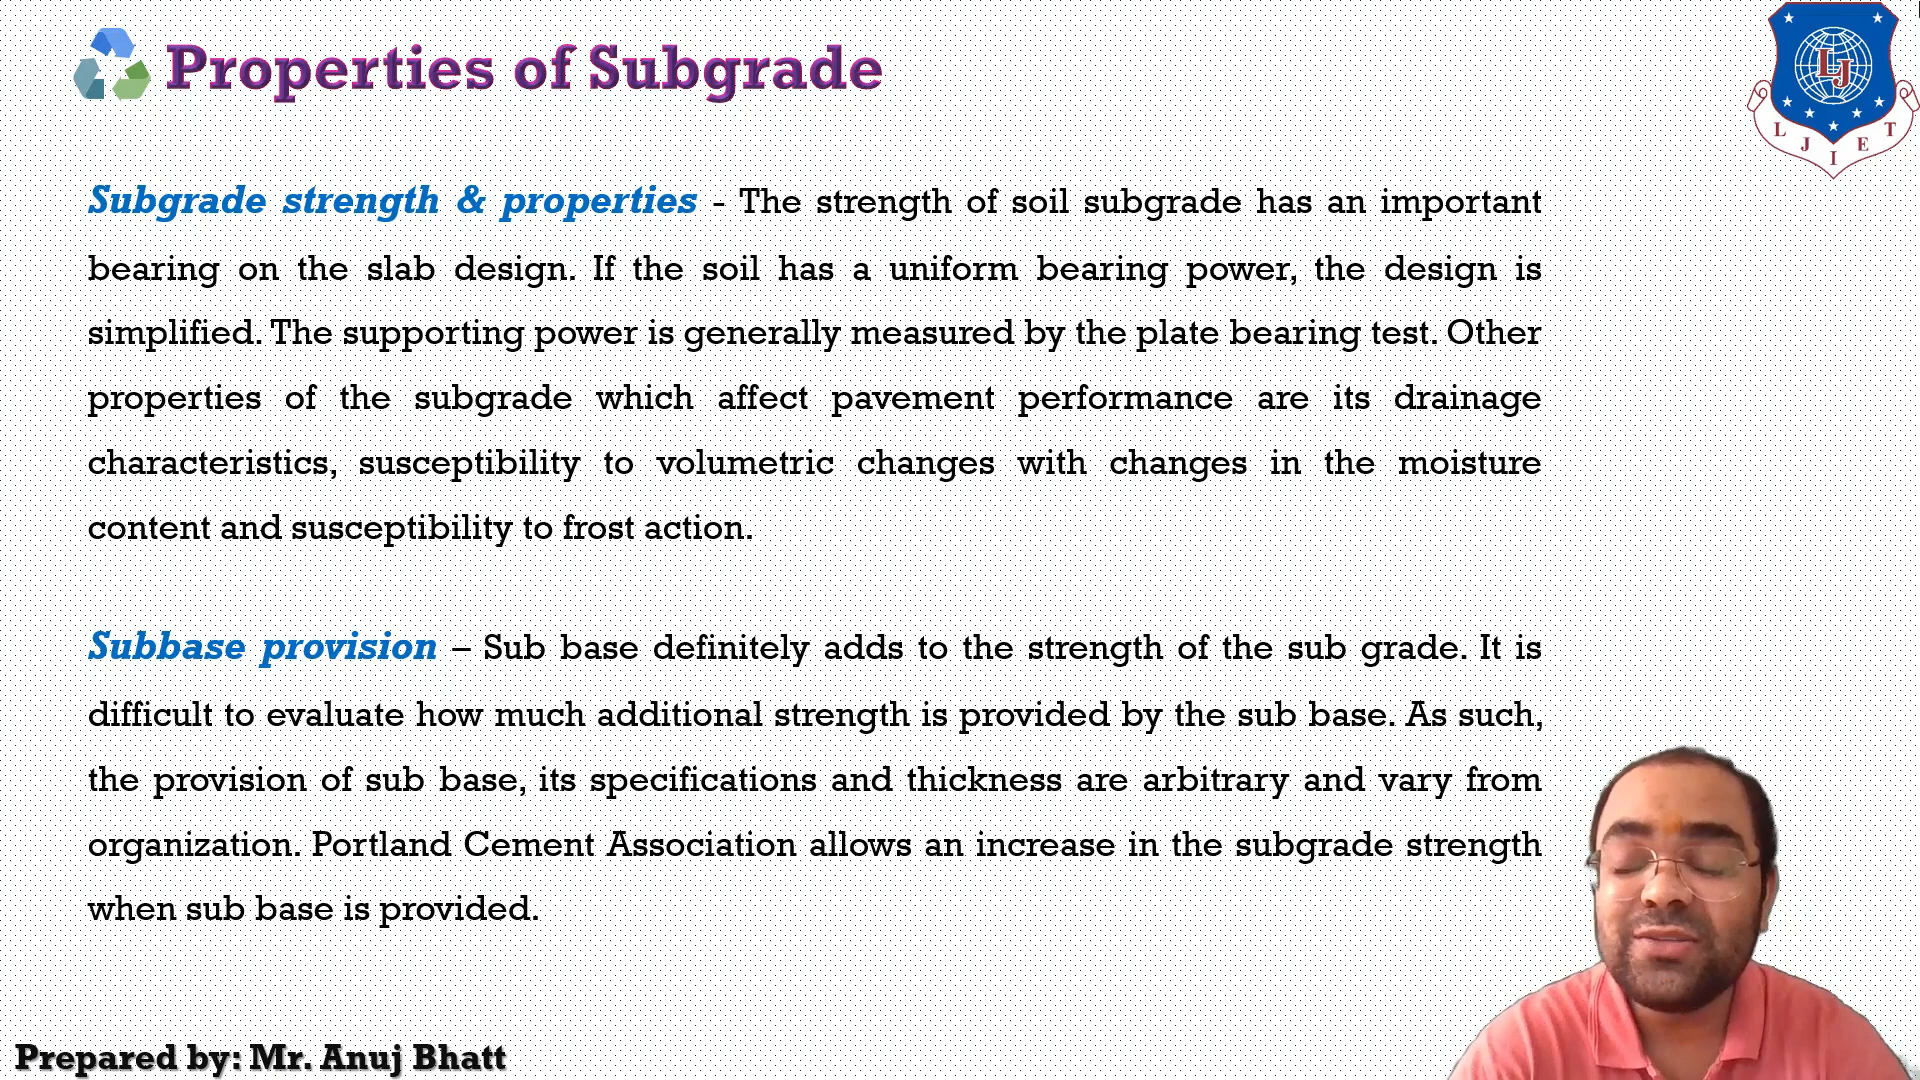 Properties of Subgrade
LJ
L J I E T
Subgrade strength & properties - The strength of soil subgrade has an important
bearing on the slab design. If the soil has a uniform bearing power, the design is
simplified. The supporting power is generally measured by the plate bearing test. Other
properties of the subgrade which affect pavement performance are its drainage
characteristics, susceptibility to volumetric changes with changes in the moisture
content and susceptibility to frost action.
Subbase provision – Sub base definitely adds to the strength of the sub grade. It is
difficult to evaluate how much additional strength is provided by the sub base. As such,
the provision of sub base, its specifications and thickness are arbitrary and vary from
organization. Portland Cement Association allows an increase in the subgrade strength
when sub base is provided.
Prepared by: Mr. Anuj Bhatt